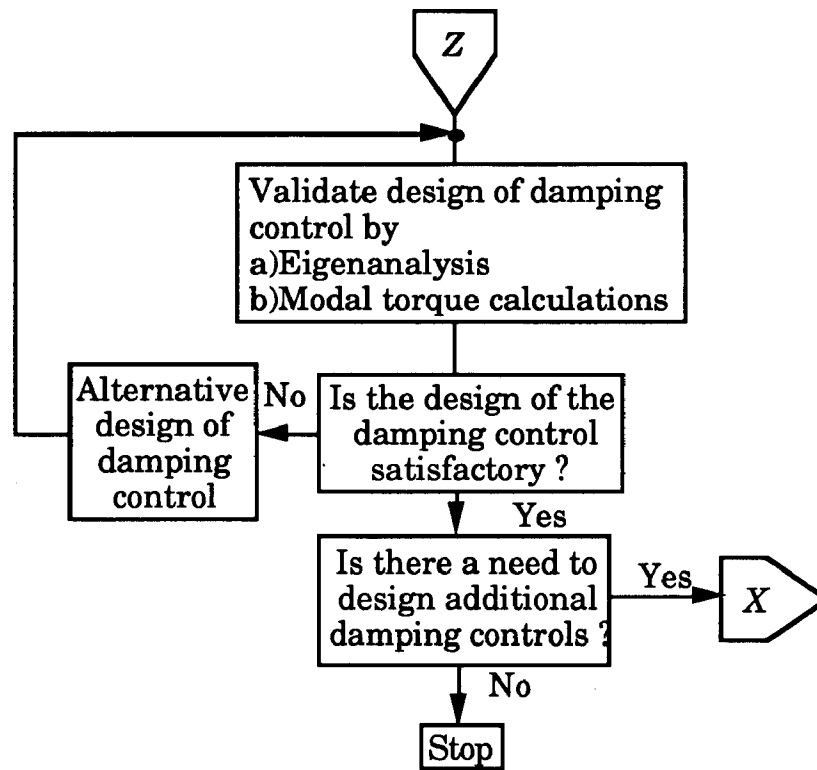 Z
Validate design of damping
control by
a)Eigenanalysis
b)Modal torque calculations
Alternative
design of
damping
control
No
Is the design of the
damping control
satisfactory ?
Yes
Is there a need to
design additional
damping controls ?
Yes
X
No
Stop